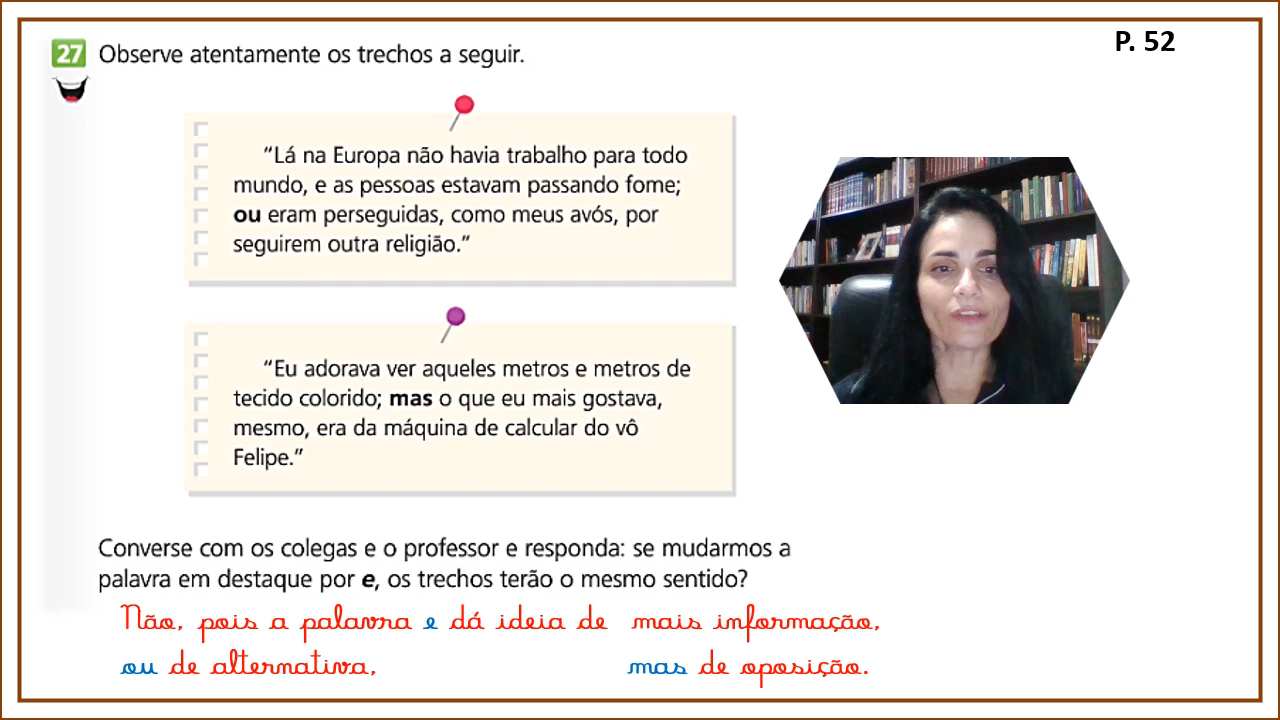 P. 52
27 Observe atentamente os trechos a seguir.
“Lá na Europa não havia trabalho para todo
mundo, e as pessoas estavam passando fome;
ou eram perseguidas, como meus avós, por
seguirem outra religião.”
“Eu adorava ver aqueles metros e metros de
tecido colorido; mas o que eu mais gostava,
mesmo, era da máquina de calcular do vô
Felipe.”
Converse com os colegas e o professor e responda: se mudarmos a
palavra em destaque por e, os trechos terão o mesmo sentido?
Não, pois a palavra e dá ideia de mais informação,
ou de alternativa, mas de oposição.